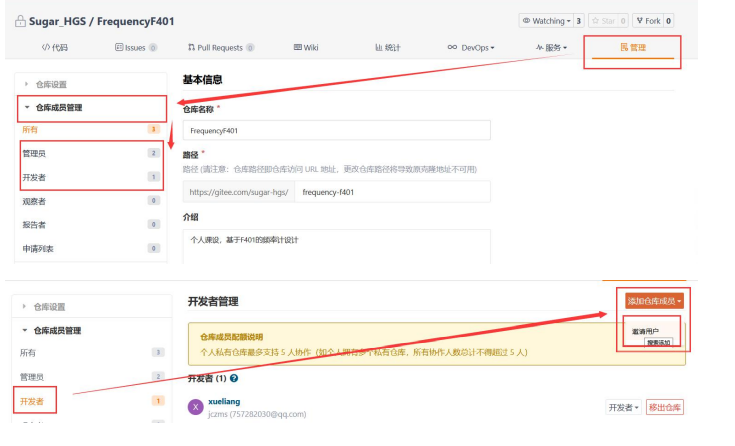 Sugar_HGS / FrequencyF401
Watching 3 Star 0 Fork 0
代码 Issues 0 Pull Requests 0 Wiki 统计 DevOps 服务 管理
仓库设置
仓库成员管理
所有 3
管理员 2
开发者 1
观察者 0
报告者 0
申请列表 0
基本信息
仓库名称 *
FrequencyF401
路径 *
路径 (请注意：仓库路径即仓库访问 URL 地址，更改仓库路径将导致原克隆地址不可用)
https://gitee.com/sugar-hgs/ frequency-f401
介绍
个人课设，基于F401的频率计设计
仓库设置
仓库成员管理
所有 3
管理员 2
开发者 1
开发者管理
添加仓库成员
邀请用户
搜索添加
仓库成员配额说明
个人私有仓库最多支持 5 人协作（如个人拥有多个私有仓库，所有协作人数总计不得超过 5 人）
开发者 (1)
X xueliang
jczms (757282030@qq.com)
开发者 移出仓库